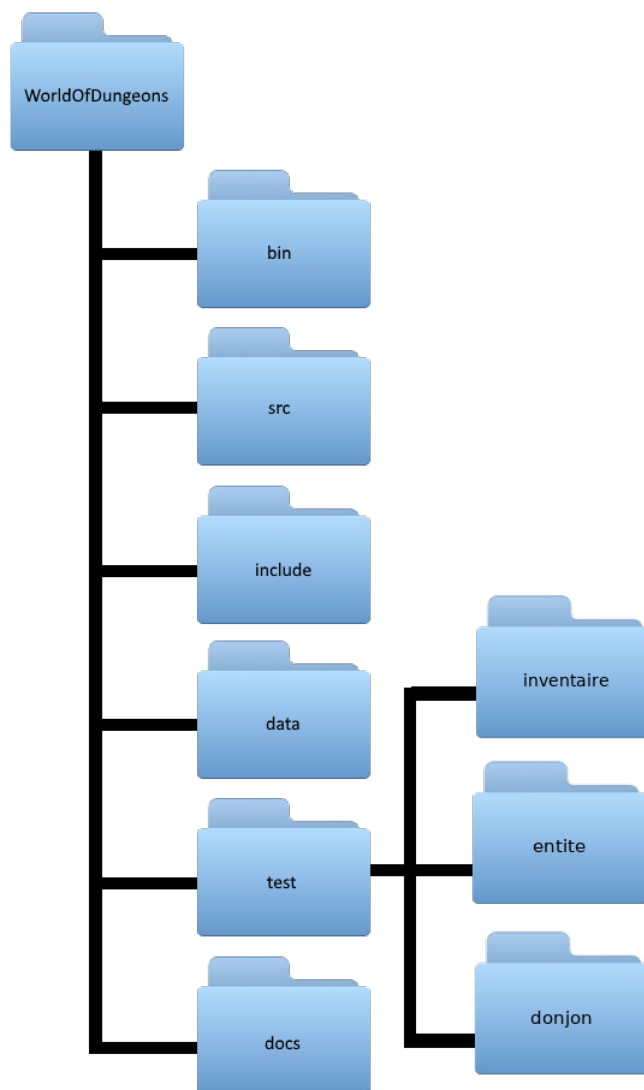 WorldOfDungeons
bin
src
include
data
test
docs
inventaire
entite
donjon